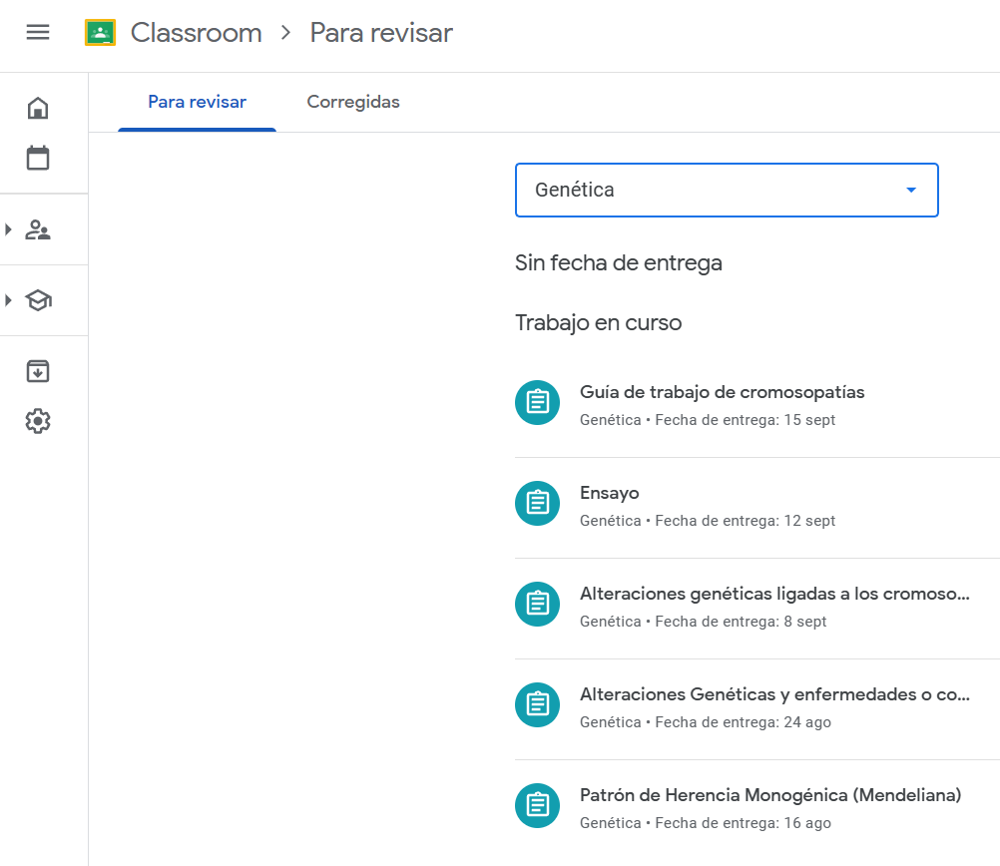 Classroom > Para revisar
Para revisar Corregidas
Genética
Sin fecha de entrega
Trabajo en curso
Guía de trabajo de cromosopatías
Genética • Fecha de entrega: 15 sept
Ensayo
Genética • Fecha de entrega: 12 sept
Alteraciones genéticas ligadas a los cromoso...
Genética • Fecha de entrega: 8 sept
Alteraciones Genéticas y enfermedades o co...
Genética • Fecha de entrega: 24 ago
Patrón de Herencia Monogénica (Mendeliana)
Genética • Fecha de entrega: 16 ago